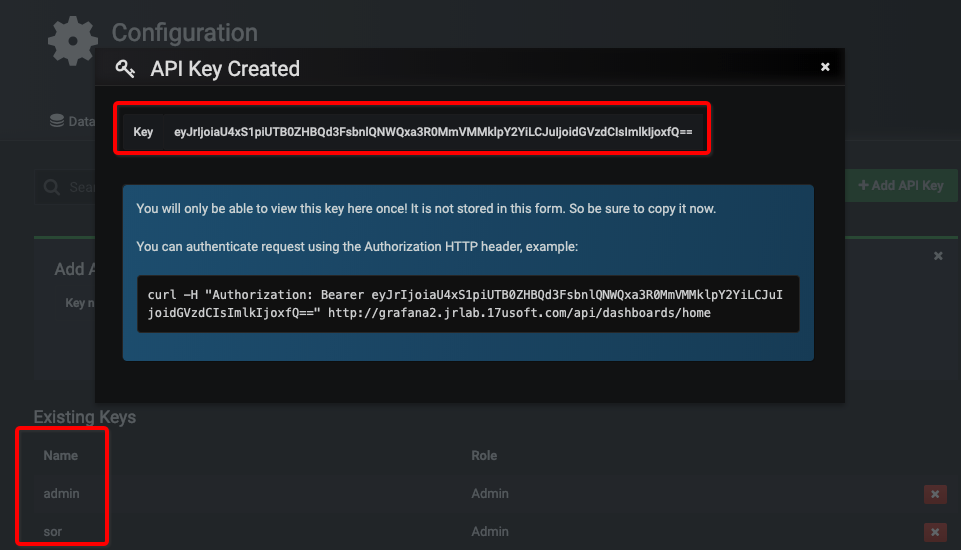 Configuration
API Key Created
Data
Key eyJrIjoiaU4xS1piUTB0ZHBQd3FsbnlQNWQxa3R0MmVMMklpY2YiLCJuIjoidGVzdCIsImlkIjoxfQ==
Sear
+ Add API Key
You will only be able to view this key here once! It is not stored in this form. So be sure to copy it now.
You can authenticate request using the Authorization HTTP header, example:
Add A
Key n
curl -H "Authorization: Bearer eyJrIjoiaU4xS1piUTB0ZHBQd3FsbnlQNWQxa3R0MmVMMklpY2YiLCJuI
joidGVzdCIsImlkIjoxfQ==" http://grafana2.jrlab.17usoft.com/api/dashboards/home
Existing Keys
Name Role
admin Admin
sor Admin